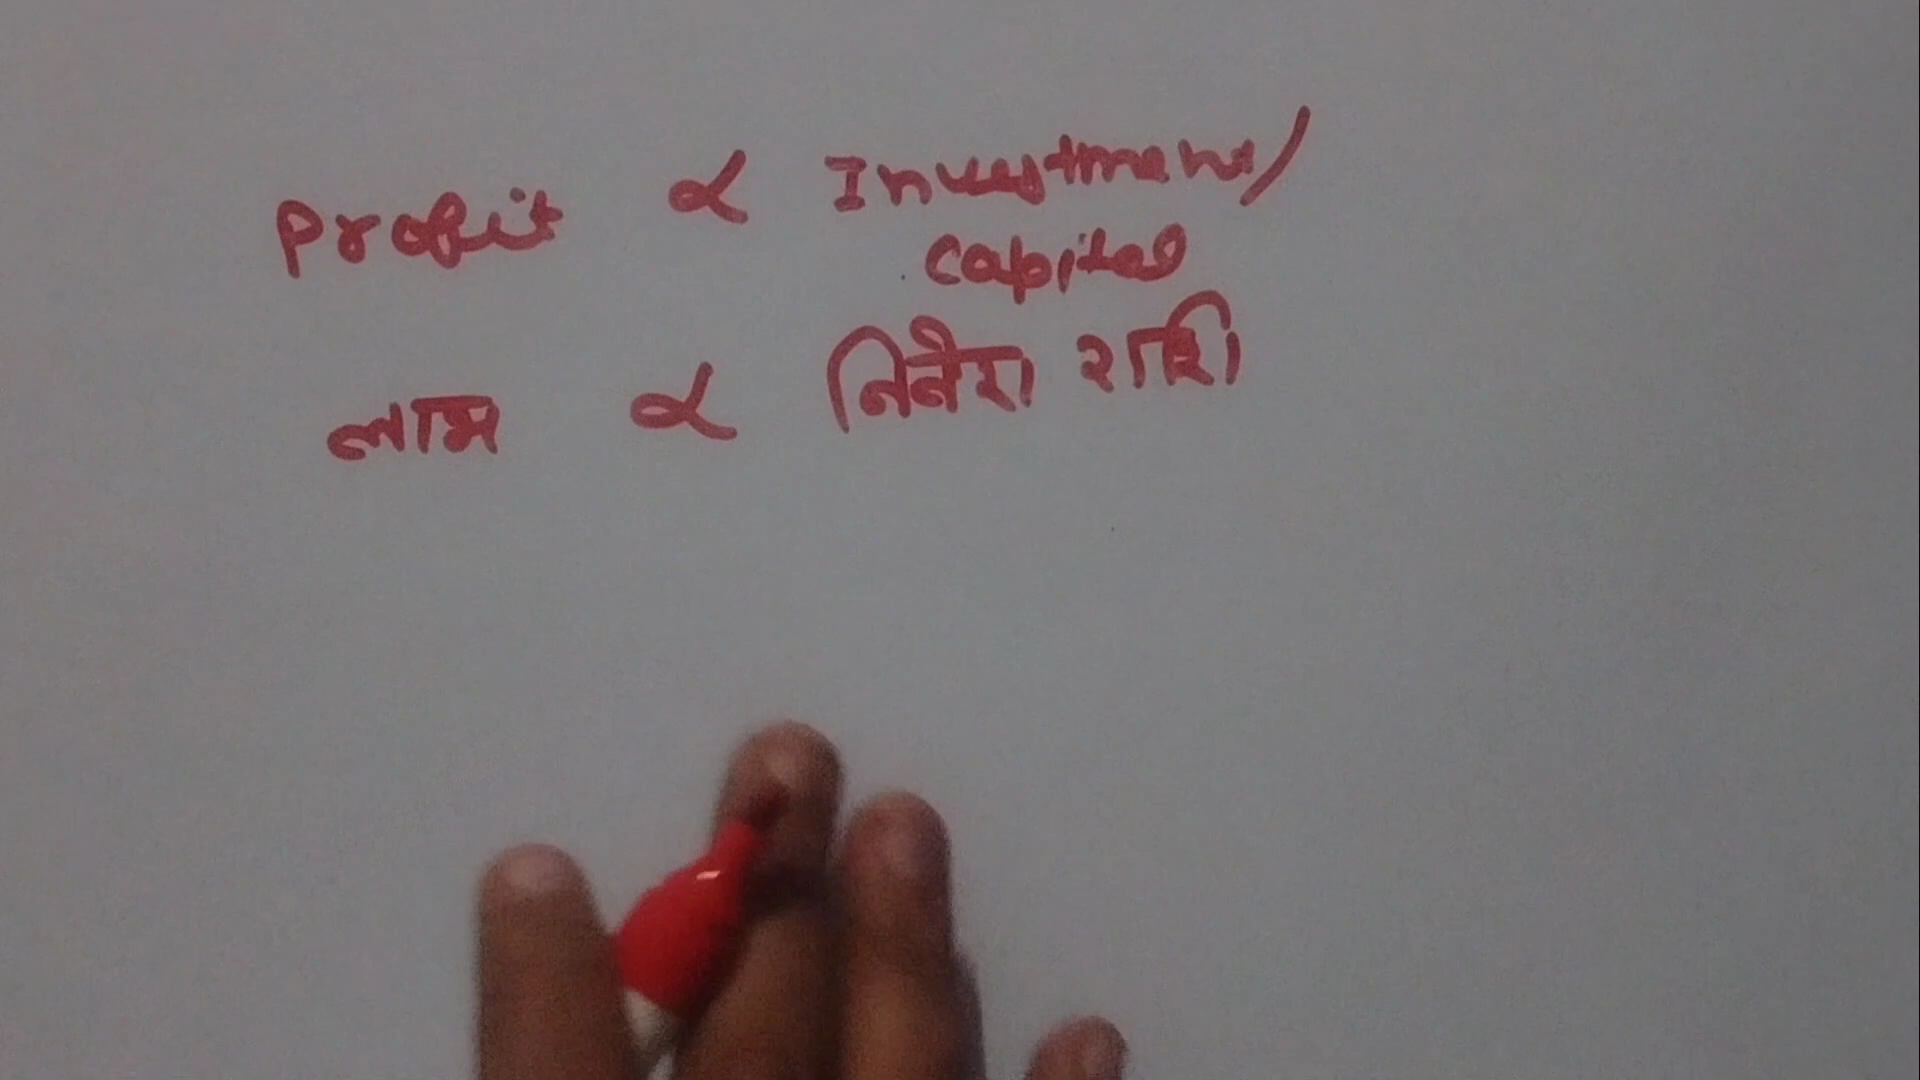 Profit ∝ Investment/
Capital
लाभ ∝ निवेश राशि